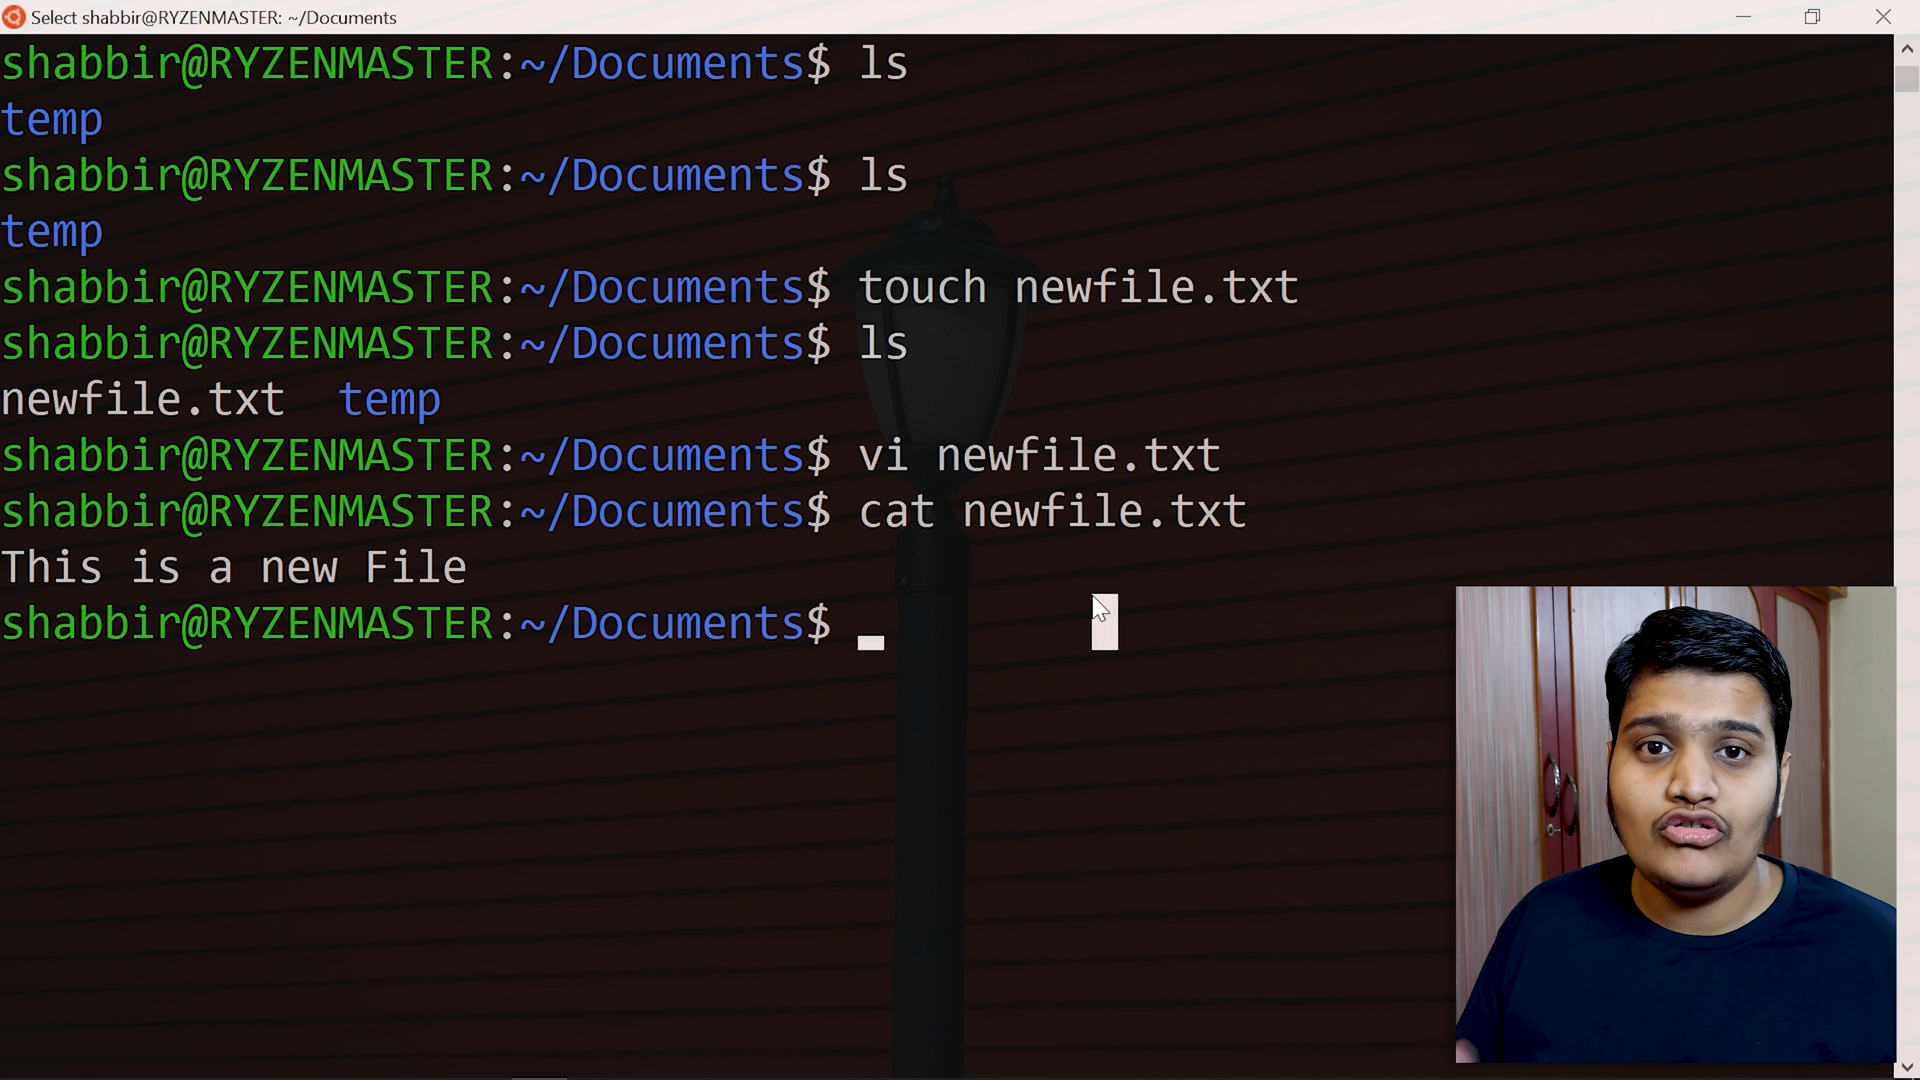 Select shabbir@RYZENMASTER: ~/Documents
shabbir@RYZENMASTER:~/Documents$ ls
temp
shabbir@RYZENMASTER:~/Documents$ ls
temp
shabbir@RYZENMASTER:~/Documents$ touch newfile.txt
shabbir@RYZENMASTER:~/Documents$ ls
newfile.txt  temp
shabbir@RYZENMASTER:~/Documents$ vi newfile.txt
shabbir@RYZENMASTER:~/Documents$ cat newfile.txt
This is a new File
shabbir@RYZENMASTER:~/Documents$